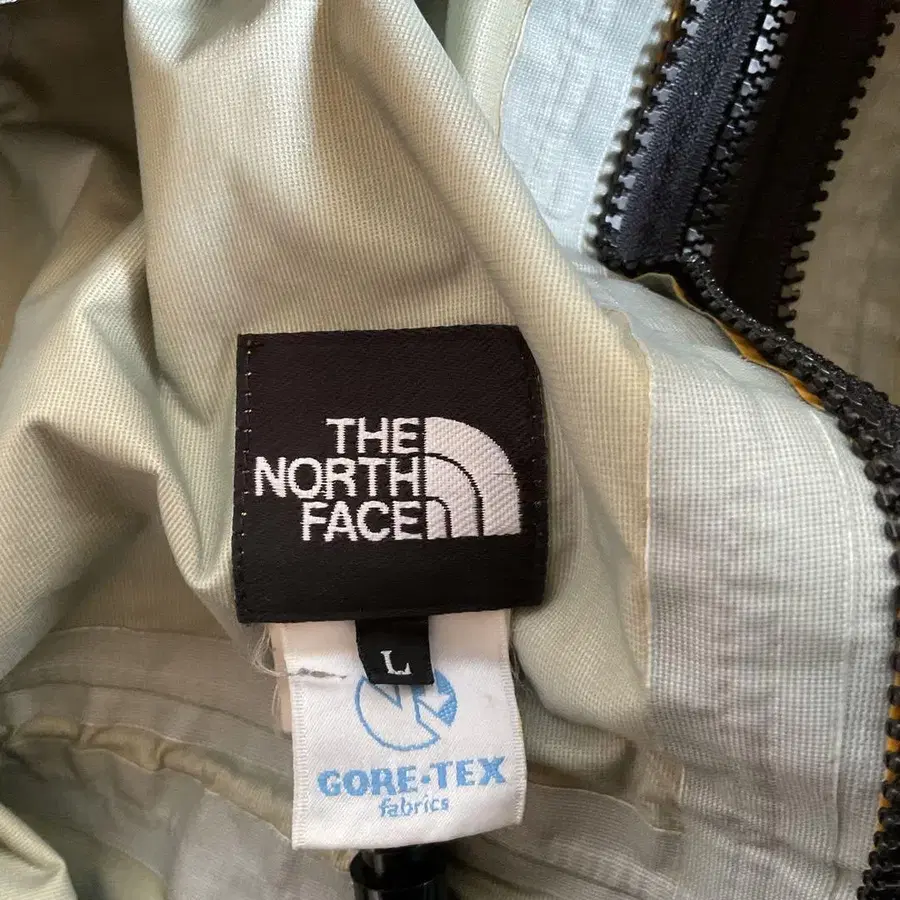 THE
NORTH
FACE
L
GORE-TEX
fabrics